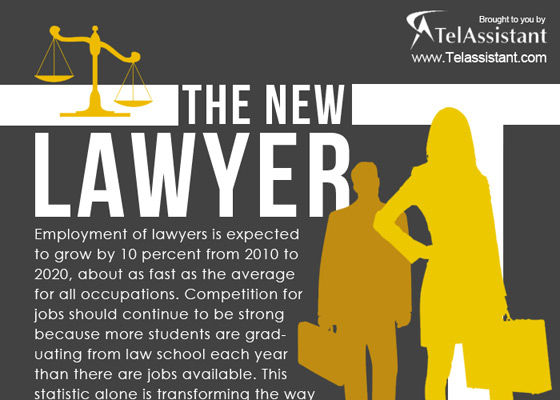 Brought to you by
TelAssistant
www.Telassistant.com
THE NEW
LAWYER
Employment of lawyers is expected
to grow by 10 percent from 2010 to
2020, about as fast as the average
for all occupations. Competition for
jobs should continue to be strong
because more students are grad-
uating from law school each year
than there are jobs available. This
statistic alone is transforming the way